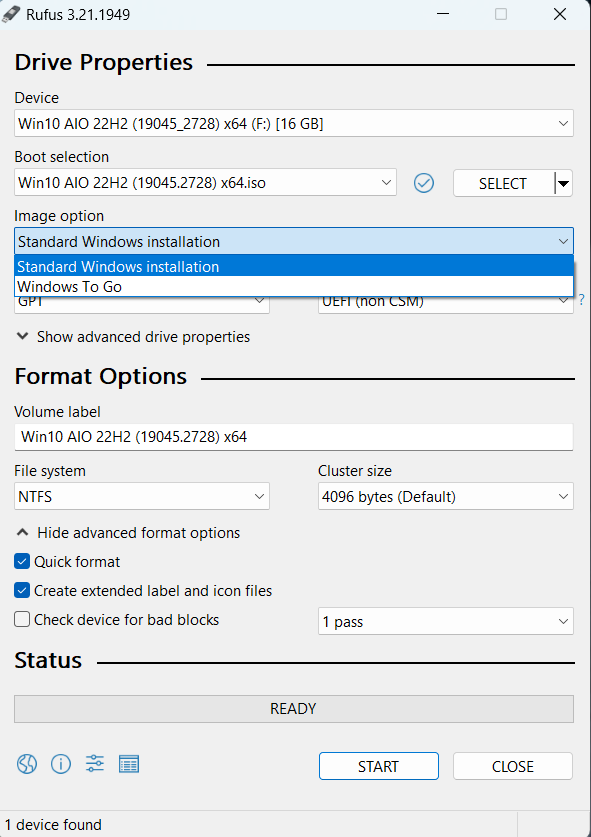 Rufus 3.21.1949
Drive Properties
Device
Win10 AIO 22H2 (19045_2728) x64 (F:) [16 GB]
Boot selection
Win10 AIO 22H2 (19045.2728) x64.iso
SELECT
Image option
Standard Windows installation
Standard Windows installation
Windows To Go
GPT UEFI (non CSM) ?
Show advanced drive properties
Format Options
Volume label
Win10 AIO 22H2 (19045.2728) x64
File system Cluster size
NTFS 4096 bytes (Default)
Hide advanced format options
Quick format
Create extended label and icon files
Check device for bad blocks 1 pass
Status
READY
START CLOSE
1 device found